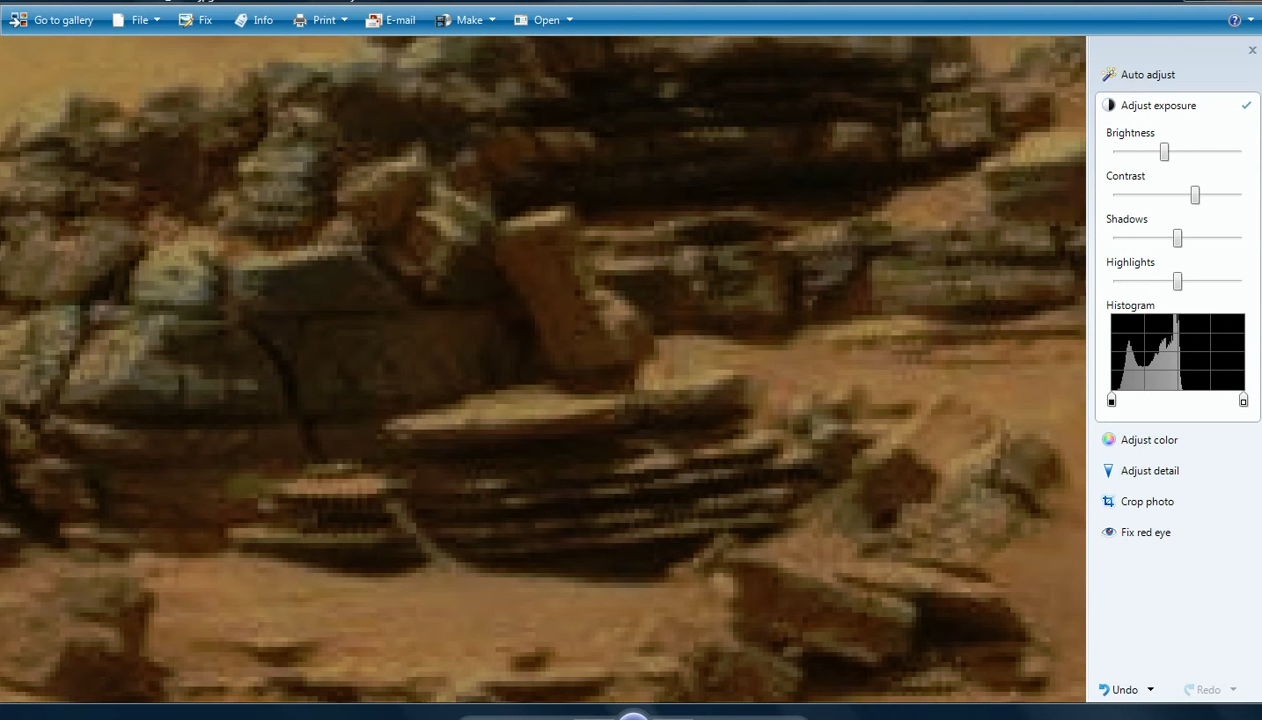 Go to gallery File Fix Info Print E-mail Make Open
Auto adjust
Adjust exposure
Brightness
Contrast
Shadows
Highlights
Histogram
Adjust color
Adjust detail
Crop photo
Fix red eye
Undo Redo